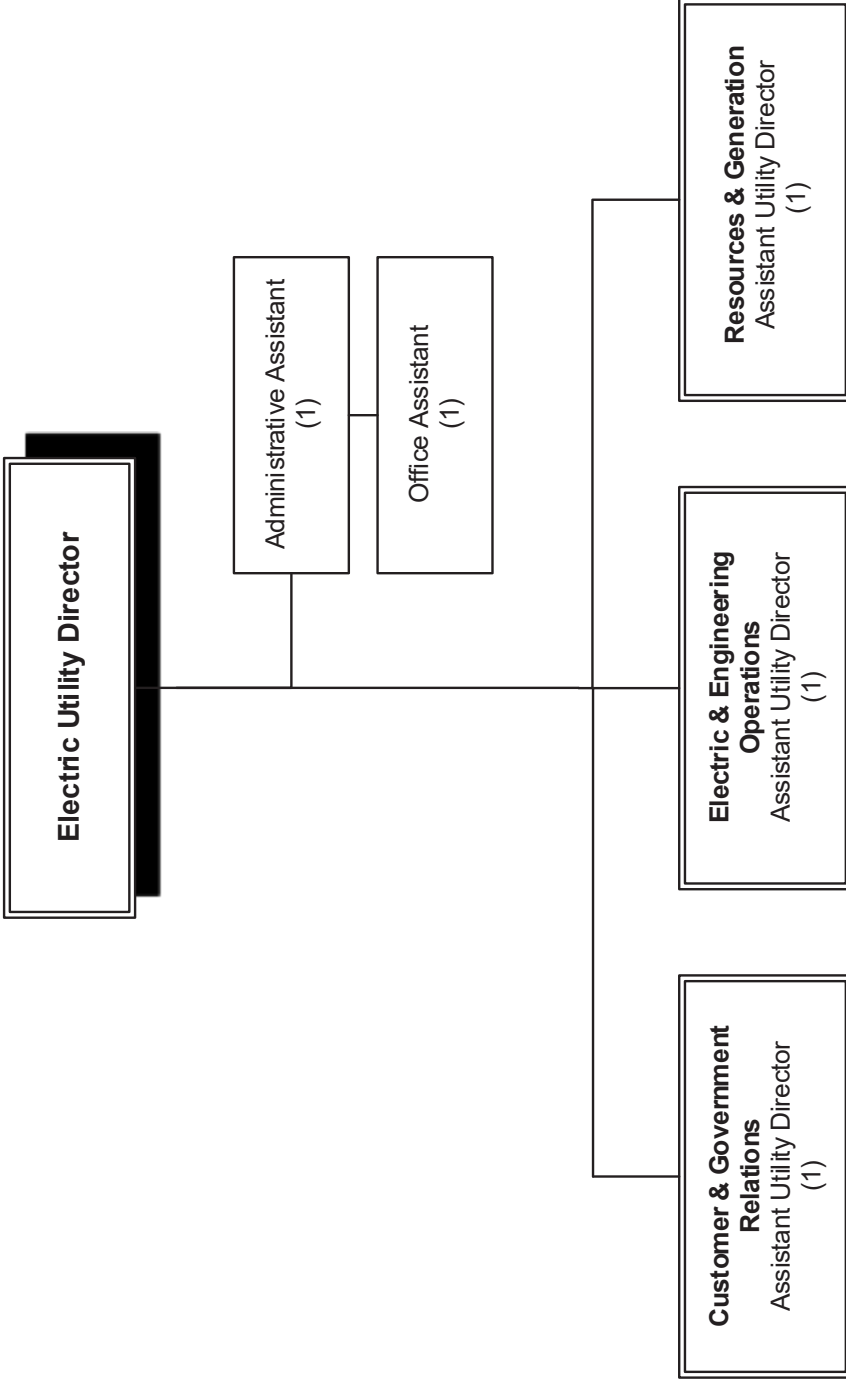 Electric Utility Director
Administrative Assistant
(1)
Office Assistant
(1)
Customer & Government
Relations
Assistant Utility Director
(1)
Electric & Engineering
Operations
Assistant Utility Director
(1)
Resources & Generation
Assistant Utility Director
(1)